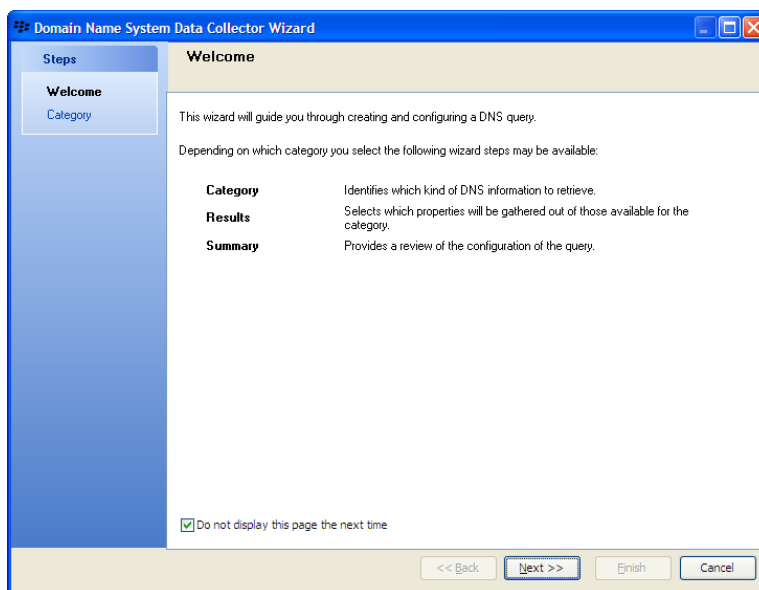 Domain Name System Data Collector Wizard
Steps
Welcome
Category
Welcome
This wizard will guide you through creating and configuring a DNS query.
Depending on which category you select the following wizard steps may be available:
Category Identifies which kind of DNS information to retrieve.
Results Selects which properties will be gathered out of those available for the
category.
Summary Provides a review of the configuration of the query.
Do not display this page the next time
<< Back Next >> Finish Cancel